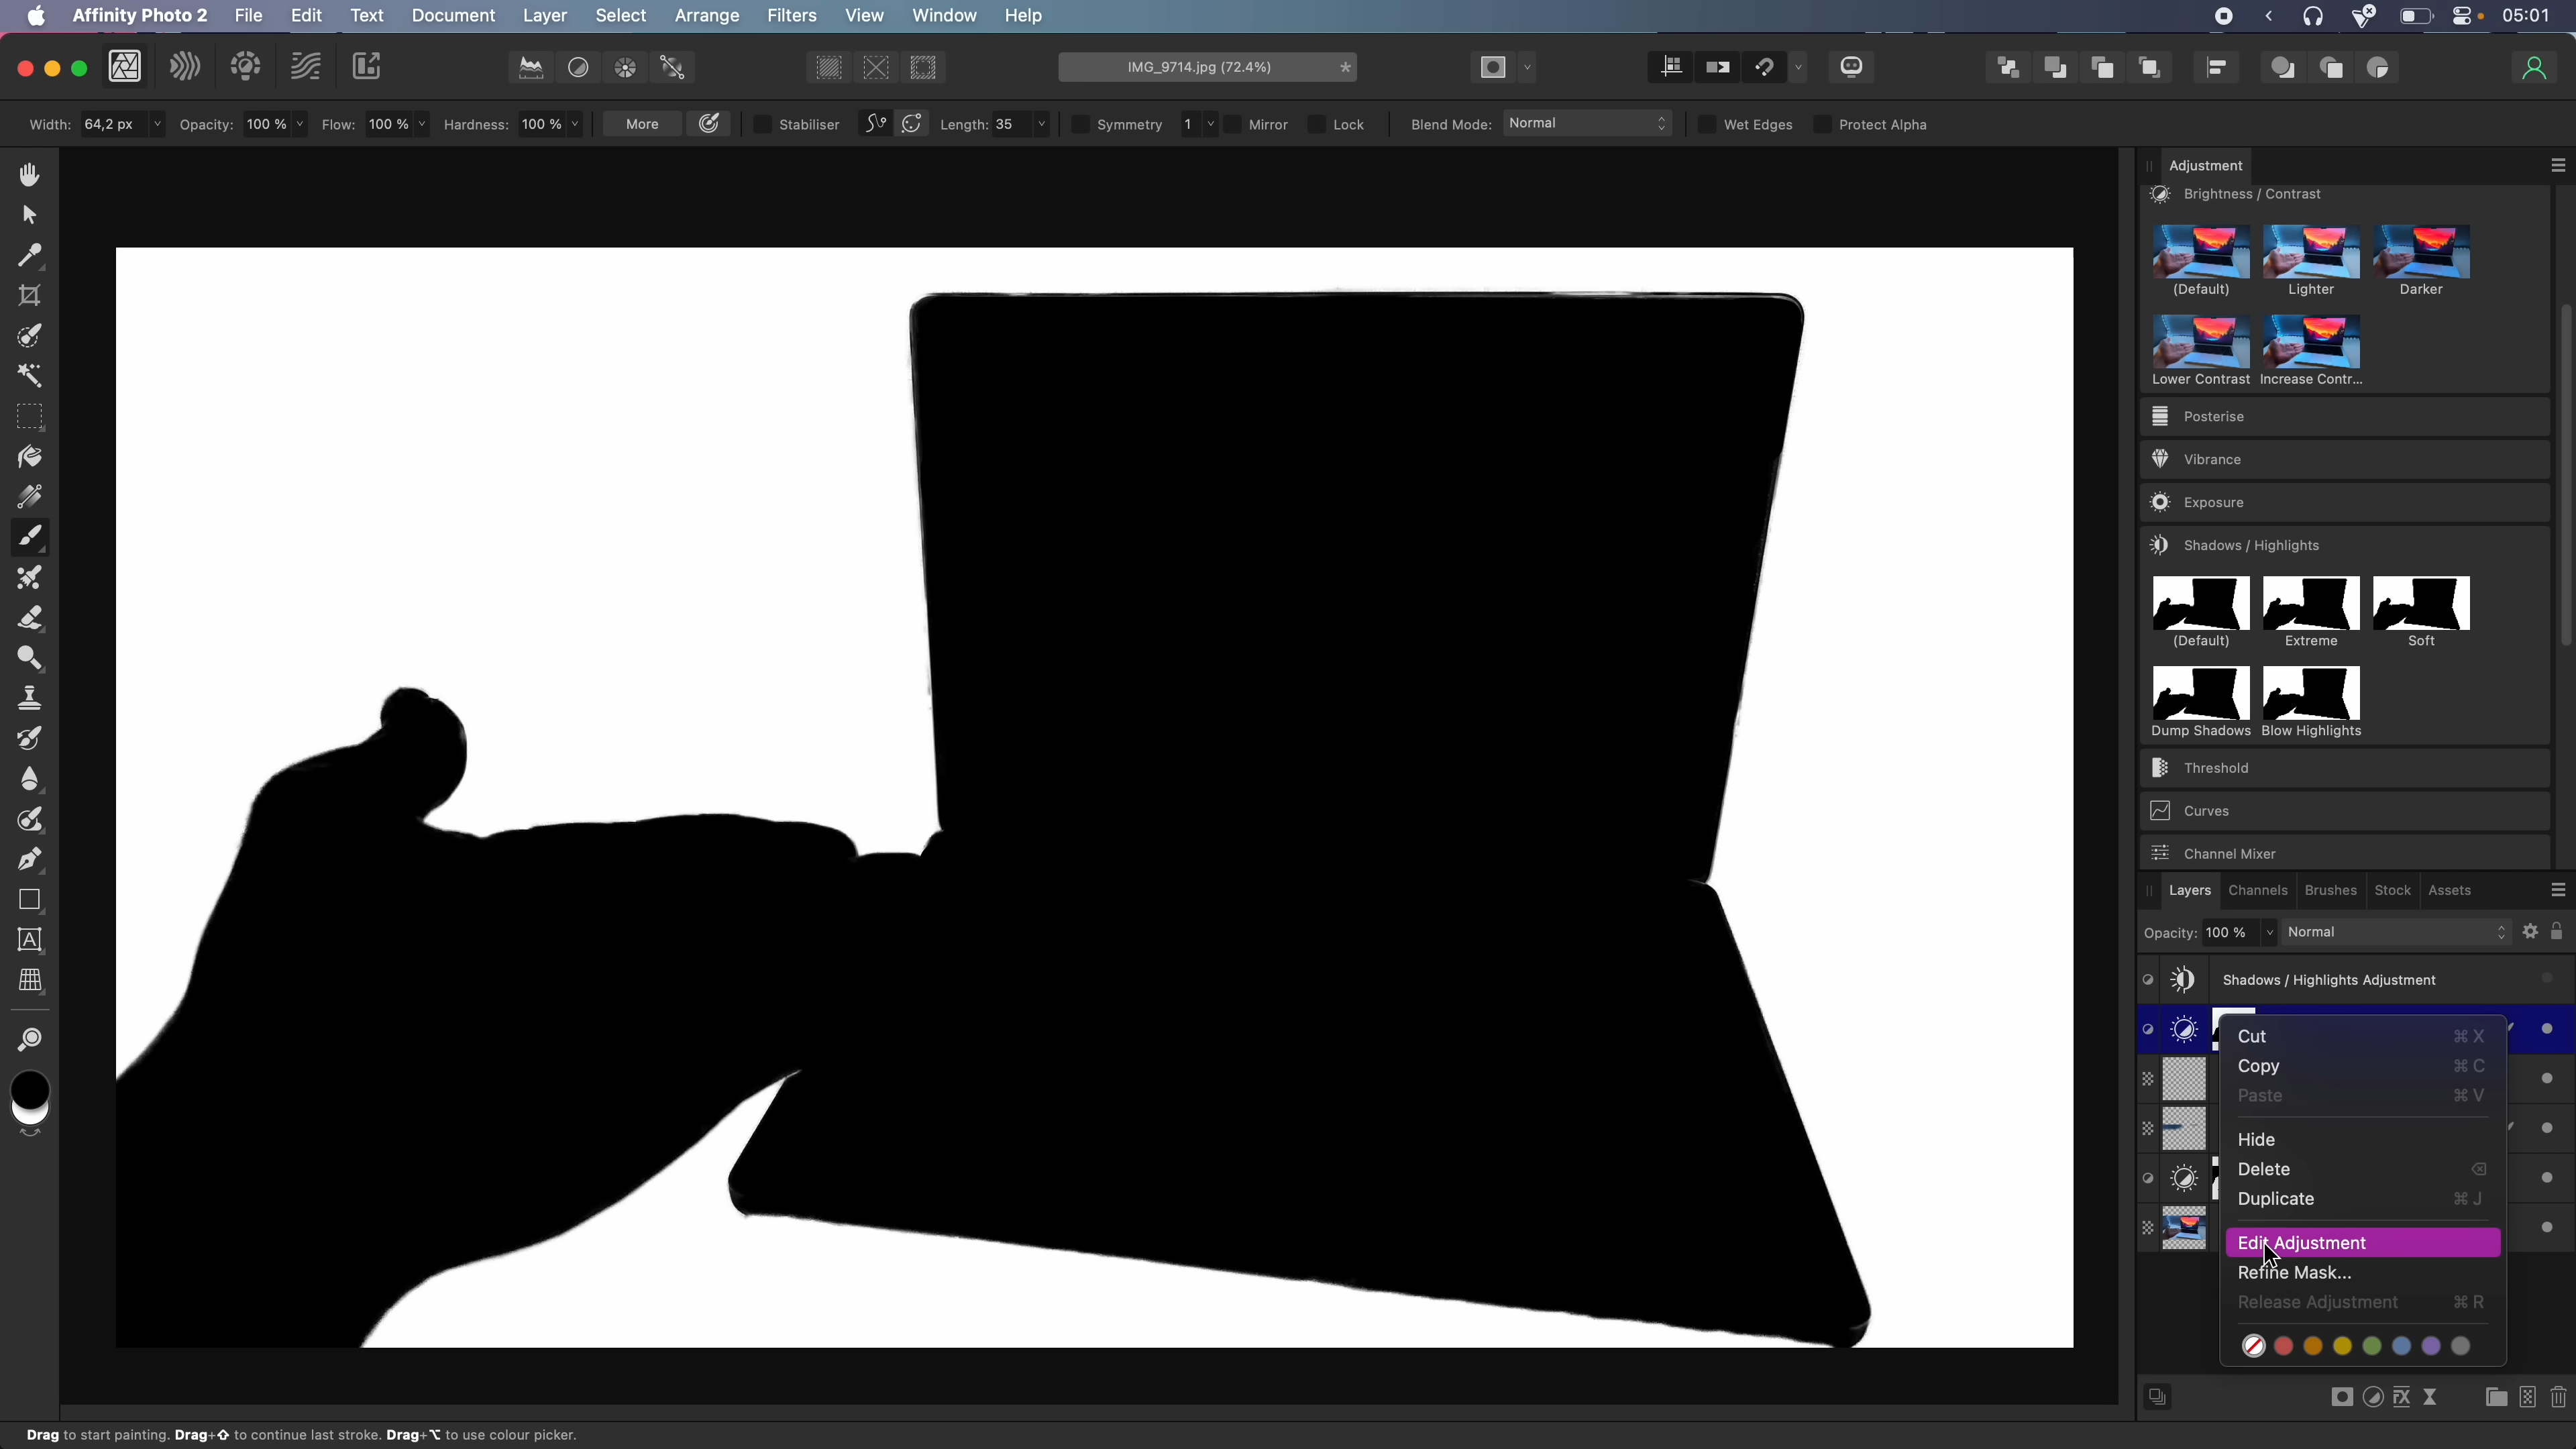 Affinity Photo 2 File Edit Text Document Layer Select Arrange Filters View Window Help 05:01
IMG_9714.jpg (72.4%) *
Width: 64,2 px Opacity: 100 % Flow: 100 % Hardness: 100 % More Stabiliser Length: 35 Symmetry 1 Mirror Lock Blend Mode: Normal Wet Edges Protect Alpha
Adjustment
Brightness / Contrast
(Default) Lighter Darker
Lower Contrast Increase Contr...
Posterise
Vibrance
Exposure
Shadows / Highlights
(Default) Extreme Soft
Dump Shadows Blow Highlights
Threshold
Curves
Channel Mixer
Layers Channels Brushes Stock Assets
Opacity: 100 % Normal
Shadows / Highlights Adjustment
Cut ⌘ X
Copy ⌘ C
Paste ⌘ V
Hide
Delete
Duplicate ⌘ J
Edit Adjustment
Refine Mask...
Release Adjustment ⌘ R
Drag to start painting. Drag+⇧ to continue last stroke. Drag+⌥ to use colour picker.